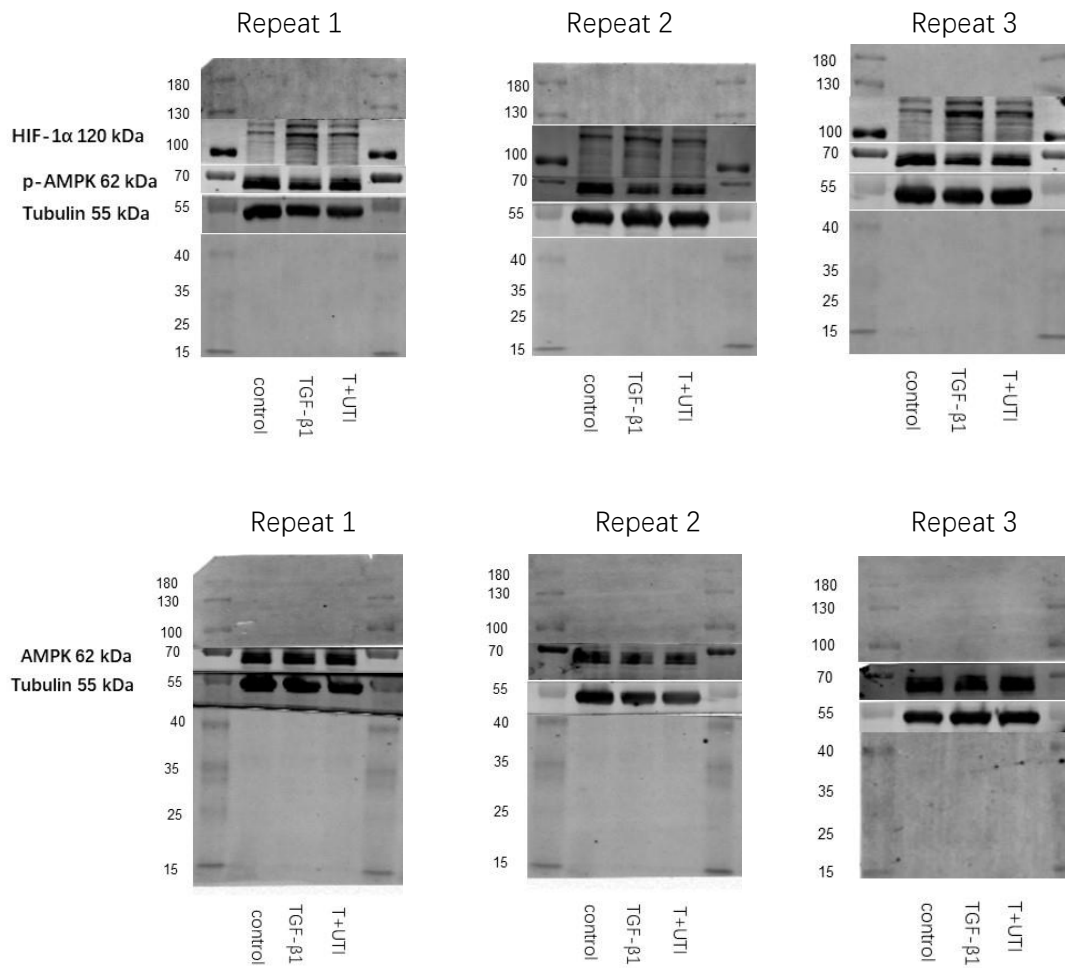 Repeat 1
Repeat 2
Repeat 3
180
130
HIF-1α 120 kDa
100
p-AMPK 62 kDa
70
Tubulin 55 kDa
55
40
35
25
15
180
130
100
70
55
40
35
25
15
180
130
100
70
55
40
35
25
15
control
TGF-β1
T+UTI
control
TGF-β1
T+UTI
control
TGF-β1
T+UTI
Repeat 1
Repeat 2
Repeat 3
180
130
100
AMPK 62 kDa
70
Tubulin 55 kDa
55
40
35
25
15
180
130
100
70
55
40
35
25
15
180
130
100
70
55
40
35
25
15
control
TGF-β1
T+UTI
control
TGF-β1
T+UTI
control
TGF-β1
T+UTI